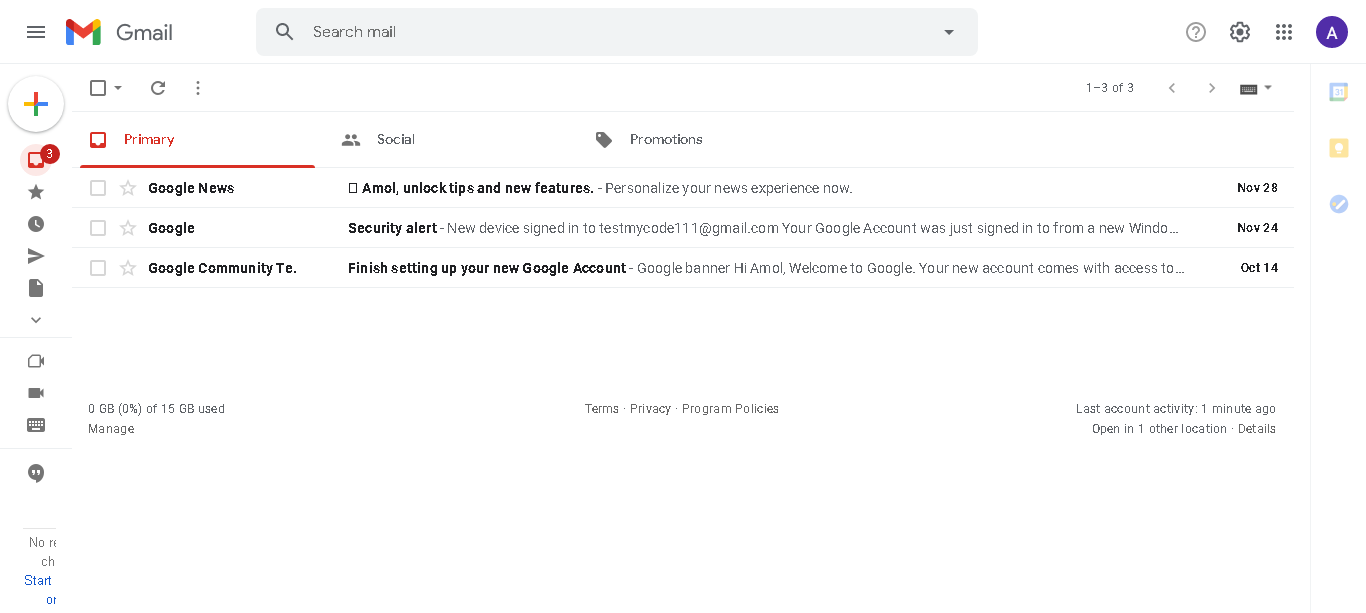 Gmail
Search mail
A
1–3 of 3
31
Primary
Social
Promotions
3
Google News
Amol, unlock tips and new features. - Personalize your news experience now.
Nov 28
Google
Security alert - New device signed in to testmycode111@gmail.com Your Google Account was just signed in to from a new Windo...
Nov 24
Google Community Te.
Finish setting up your new Google Account - Google banner Hi Amol, Welcome to Google. Your new account comes with access to...
Oct 14
0 GB (0%) of 15 GB used
Manage
Terms · Privacy · Program Policies
Last account activity: 1 minute ago
Open in 1 other location · Details
No re
ch
Start
or